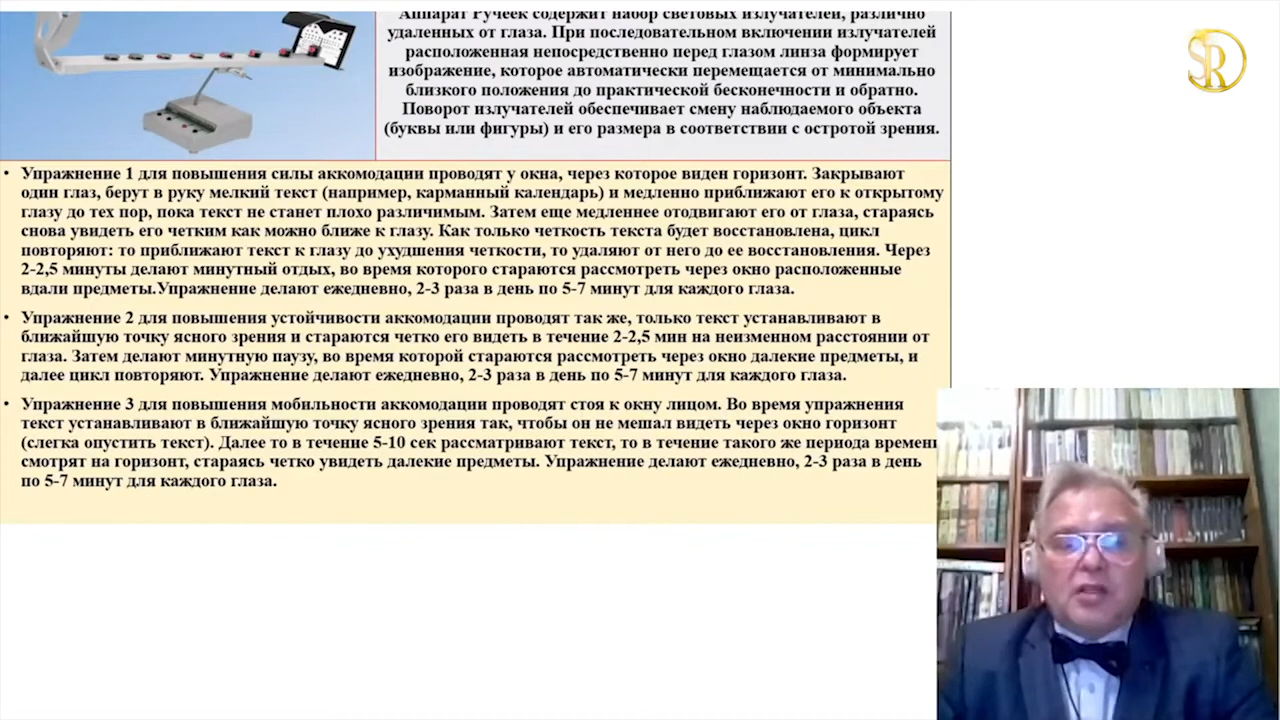 Аппарат Ручеек содержит набор световых излучателей, различно
удаленных от глаза. При последовательном включении излучателей
расположенная непосредственно перед глазом линза формирует
изображение, которое автоматически перемещается от минимально
близкого положения до практической бесконечности и обратно.
Поворот излучателей обеспечивает смену наблюдаемого объекта
(буквы или фигуры) и его размера в соответствии с остротой зрения.
SR
• Упражнение 1 для повышения силы аккомодации проводят у окна, через которое виден горизонт. Закрывают
один глаз, берут в руку мелкий текст (например, карманный календарь) и медленно приближают его к открытому
глазу до тех пор, пока текст не станет плохо различимым. Затем еще медленнее отодвигают его от глаза, стараясь
снова увидеть его четким как можно ближе к глазу. Как только четкость текста будет восстановлена, цикл
повторяют: то приближают текст к глазу до ухудшения четкости, то удаляют от него до ее восстановления. Через
2-2,5 минуты делают минутный отдых, во время которого стараются рассмотреть через окно расположенные
вдали предметы.Упражнение делают ежедневно, 2-3 раза в день по 5-7 минут для каждого глаза.
• Упражнение 2 для повышения устойчивости аккомодации проводят так же, только текст устанавливают в
ближайшую точку ясного зрения и стараются четко его видеть в течение 2-2,5 мин на неизменном расстоянии от
глаза. Затем делают минутную паузу, во время которой стараются рассмотреть через окно далекие предметы, и
далее цикл повторяют. Упражнение делают ежедневно, 2-3 раза в день по 5-7 минут для каждого глаза.
• Упражнение 3 для повышения мобильности аккомодации проводят стоя к окну лицом. Во время упражнения
текст устанавливают в ближайшую точку ясного зрения так, чтобы он не мешал видеть через окно горизонт
(слегка опустить текст). Далее то в течение 5-10 сек рассматривают текст, то в течение такого же периода времени
смотрят на горизонт, стараясь четко увидеть далекие предметы. Упражнение делают ежедневно, 2-3 раза в день
по 5-7 минут для каждого глаза.